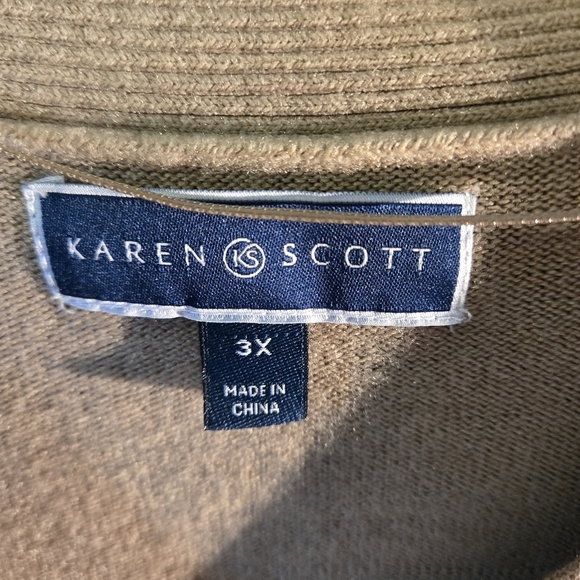 KAREN KS SCOTT
3X
MADE IN
CHINA